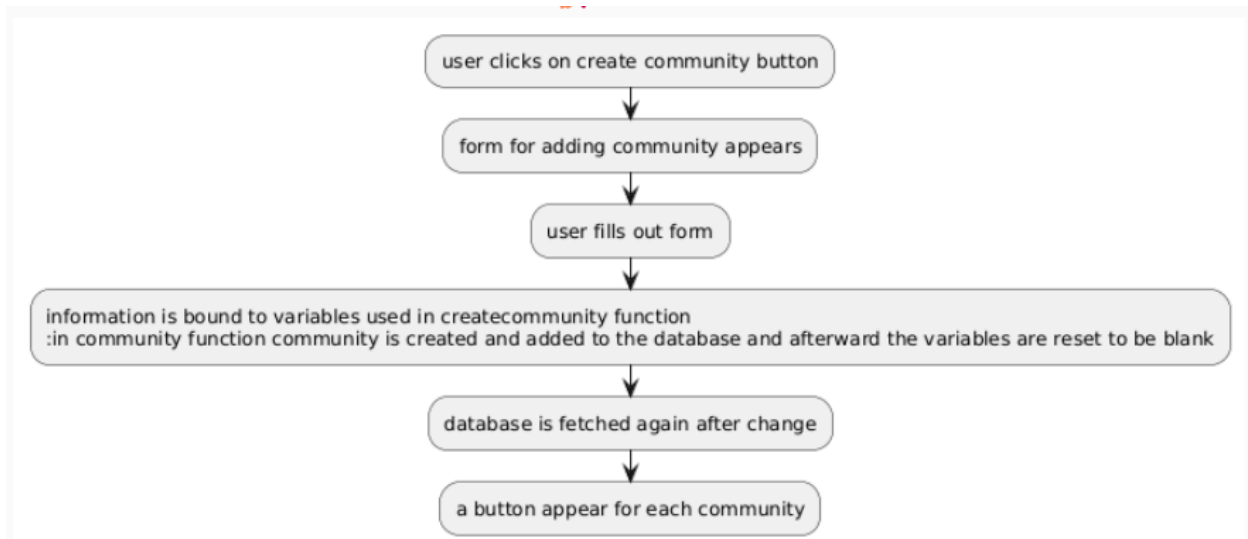 user clicks on create community button
form for adding community appears
user fills out form
information is bound to variables used in createcommunity function
:in community function community is created and added to the database and afterward the variables are reset to be blank
database is fetched again after change
a button appear for each community